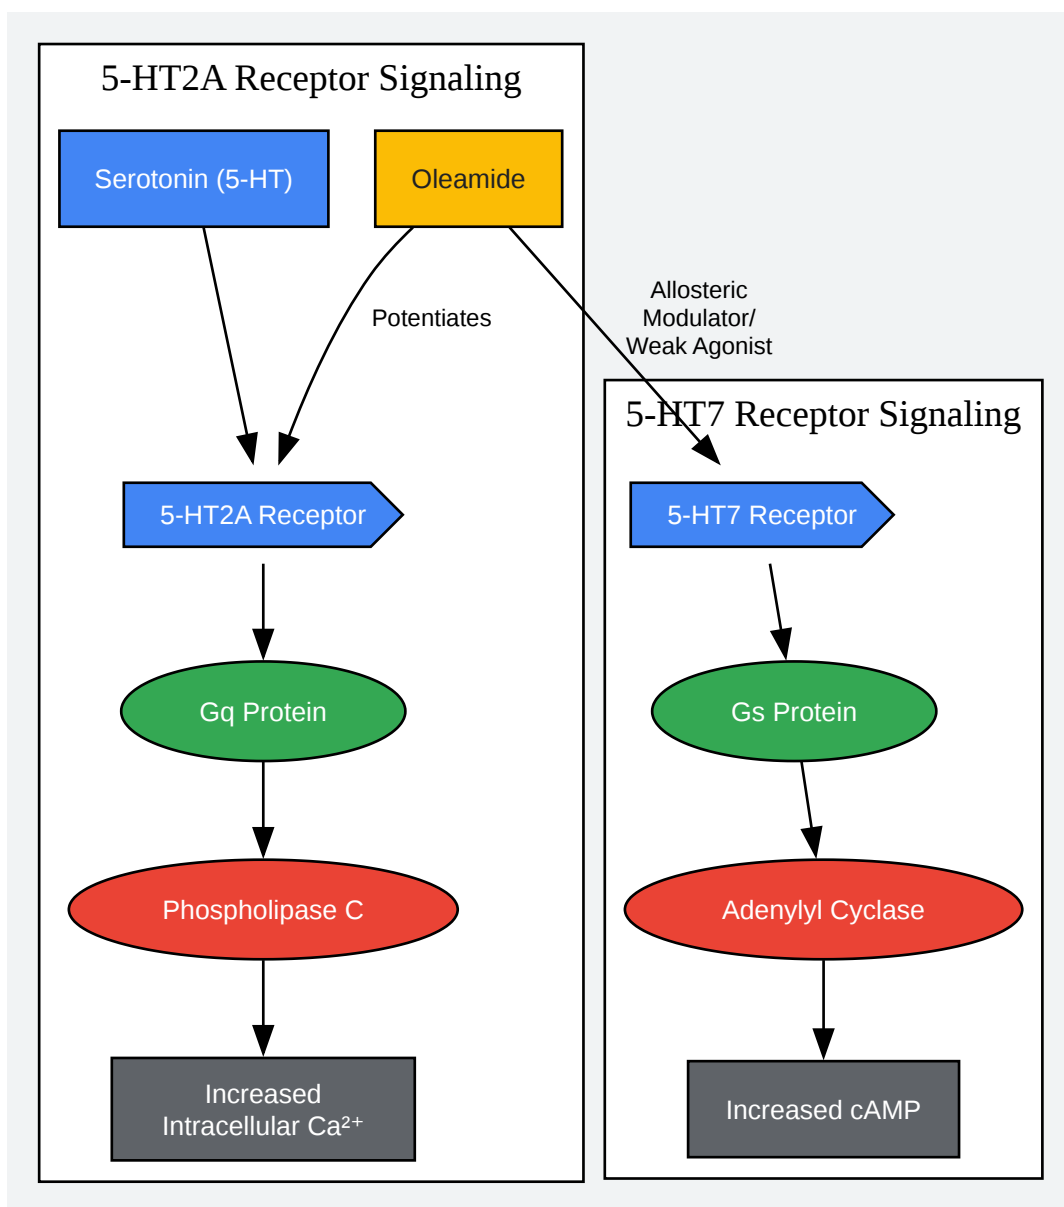 5-HT2A Receptor Signaling
Serotonin (5-HT)
Oleamide
Potentiates
Allosteric
Modulator/
Weak Agonist
5-HT7 Receptor Signaling
5-HT2A Receptor
5-HT7 Receptor
Gq Protein
Gs Protein
Phospholipase C
Adenylyl Cyclase
Increased
Intracellular Ca²⁺
Increased cAMP